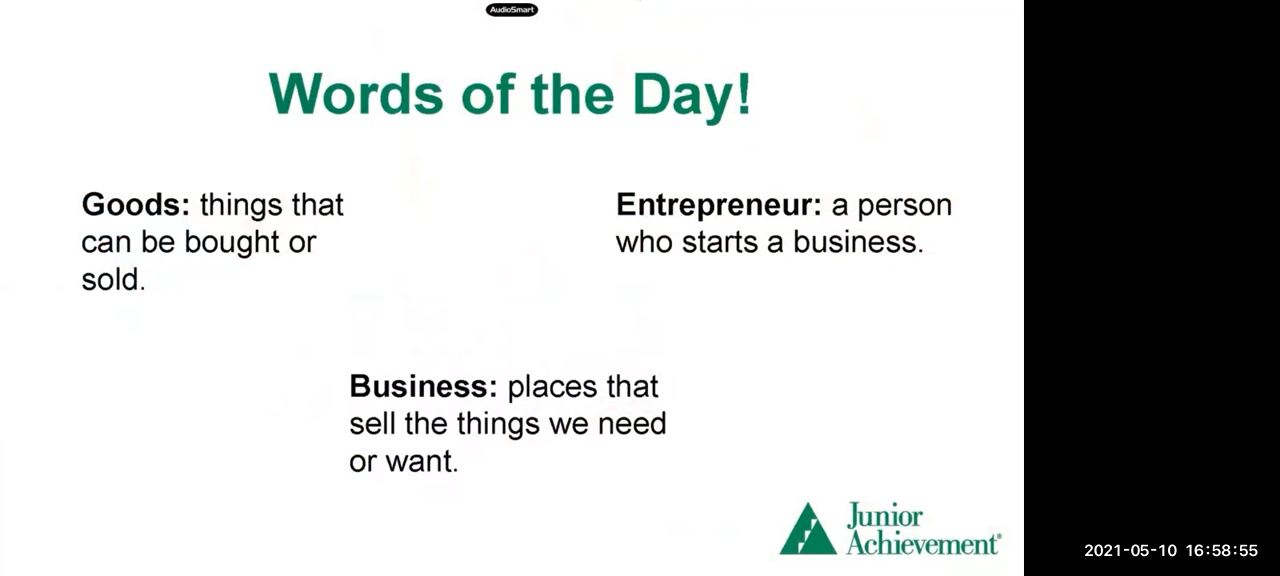 AudioSmart
Words of the Day!
Goods: things that
can be bought or
sold.
Entrepreneur: a person
who starts a business.
Business: places that
sell the things we need
or want.
Junior
Achievement®
2021-05-10 16:58:55